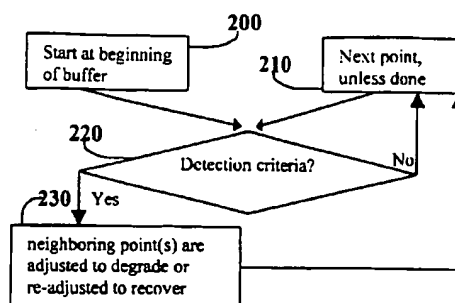 200
Start at beginning
of buffer
210
Next point,
unless done
220
Detection criteria?
No
Yes
230
neighboring point(s) are
adjusted to degrade or
re-adjusted to recover